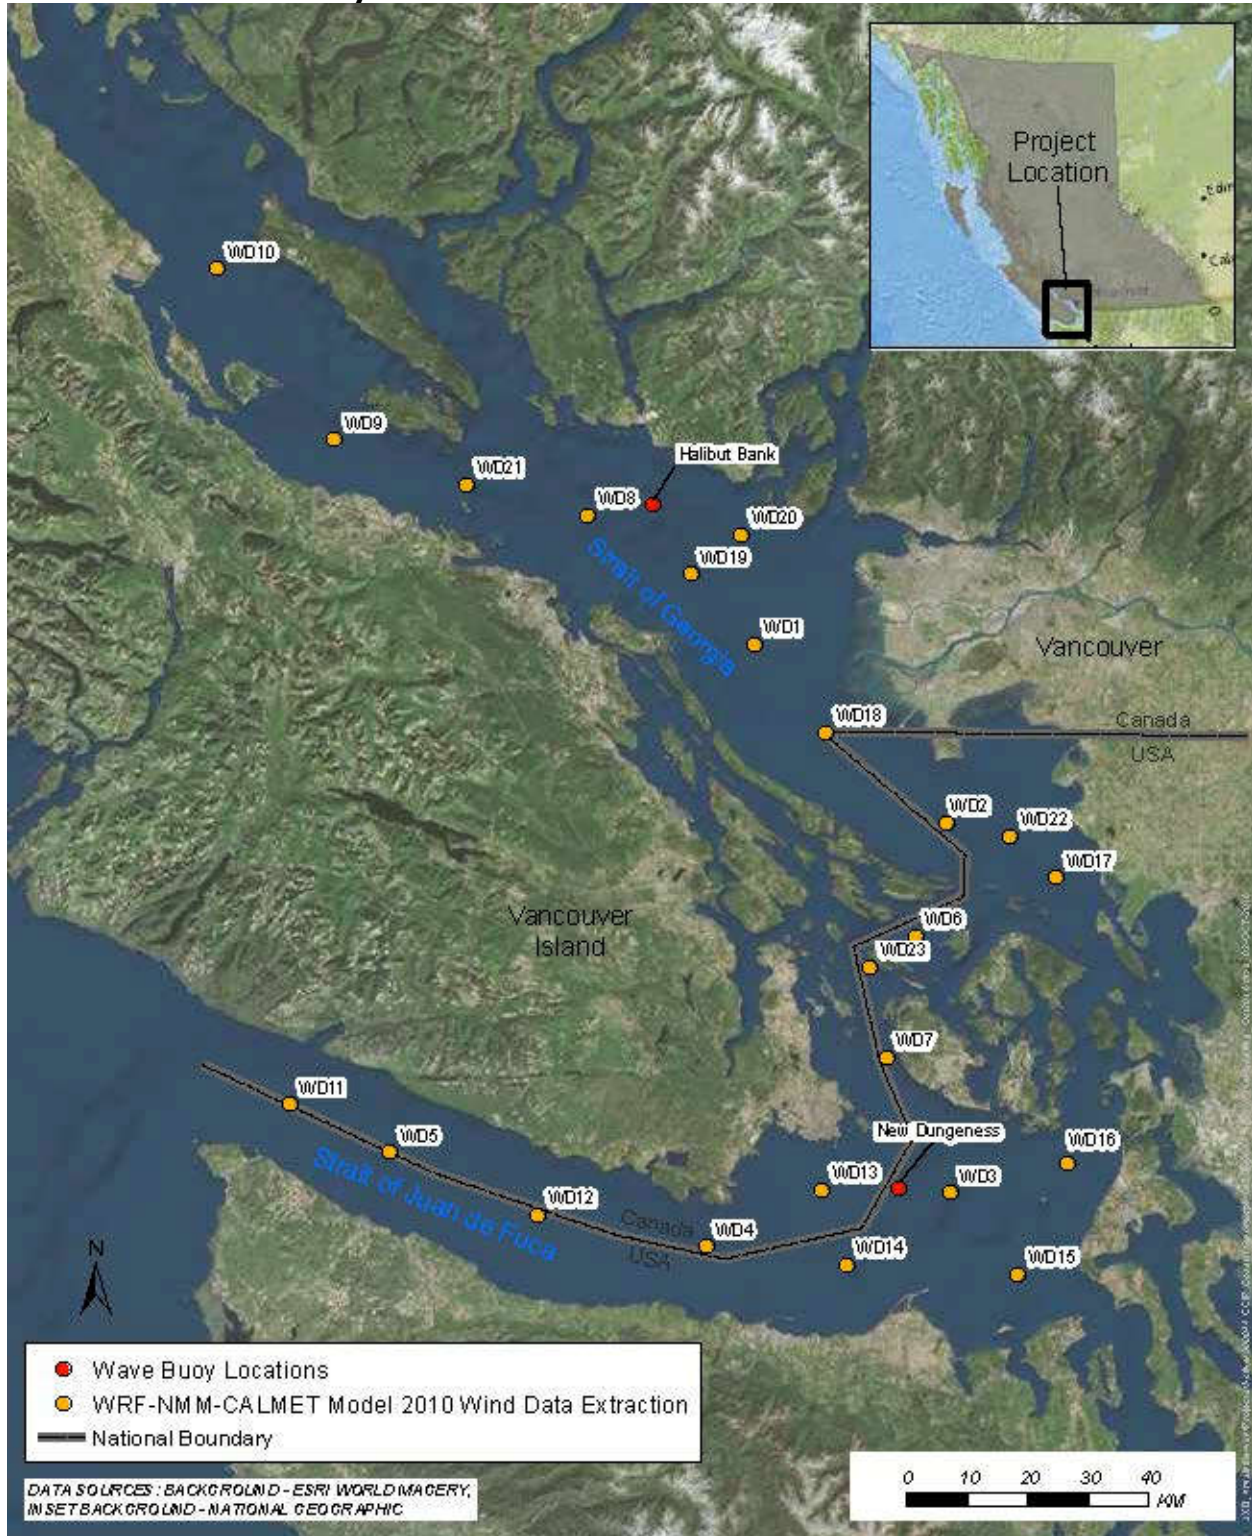 Project
Location
WD10
WD9
WD21
Halibut Bank
WD8
WD20
WD19
Strait of Georgia
WD1
Vancouver
WD18
Canada
USA
WD2
WD22
WD17
Vancouver
Island
WD6
WD23
WD7
WD11
New Dungeness
WD5
WD16
Strait of Juan de Fuca
WD13
WD3
WD12
Canada
WD4
USA
WD14
WD15
N
Wave Buoy Locations
WRF-NMM-CALMET Model 2010 Wind Data Extraction
National Boundary
0 10 20 30 40
KM
DATA SOURCES: BACKGROUND - ESRI WORLD IMAGERY,
INSET BACKGROUND - NATIONAL GEOGRAPHIC